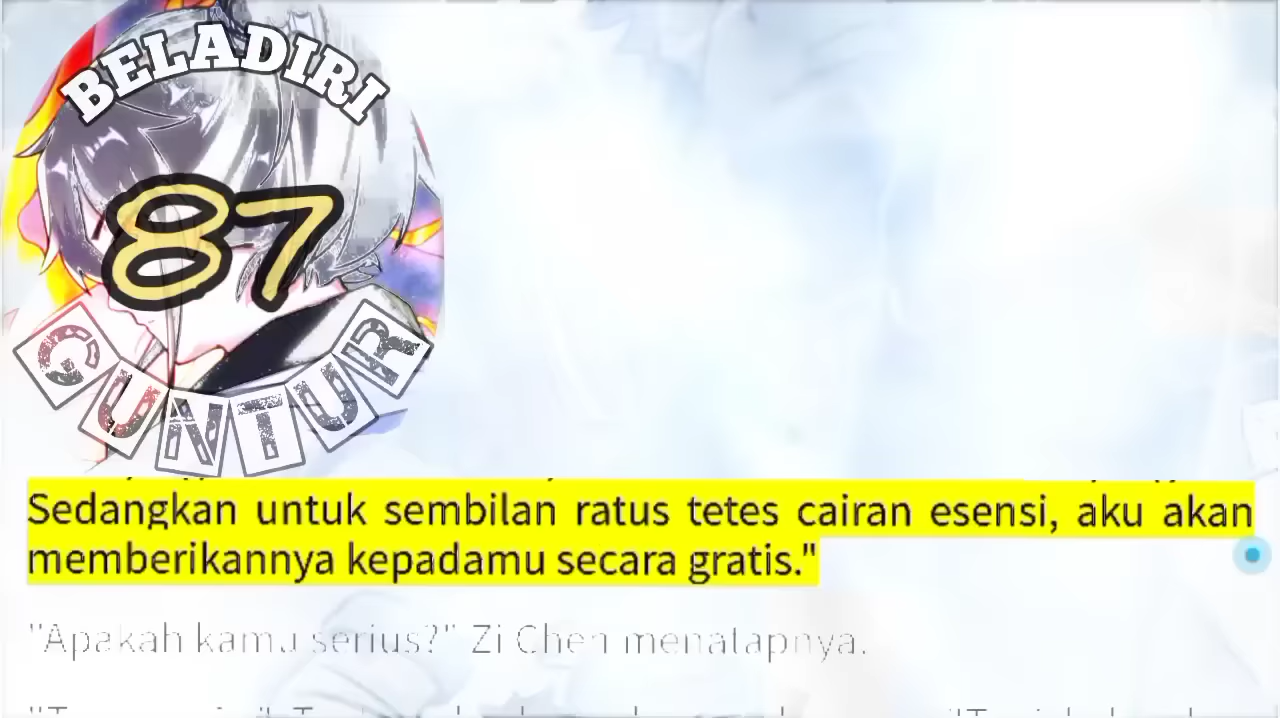 BELADIRI
87
GUNTUR
Sedangkan untuk sembilan ratus tetes cairan esensi, aku akan
memberikannya kepadamu secara gratis."
"Apakah kamu serius?" Zi Chen menatapnya.